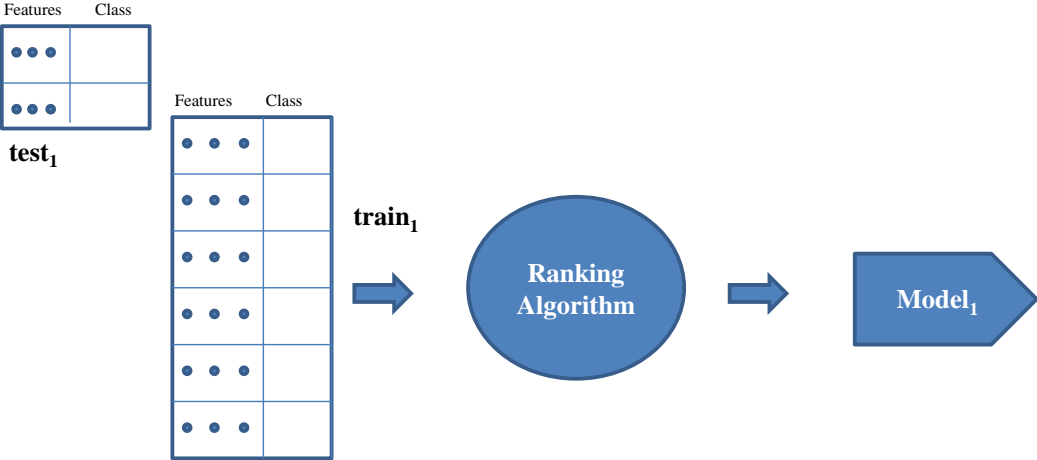 Features Class
test₁
Features Class
train₁
Ranking
Algorithm
Model₁